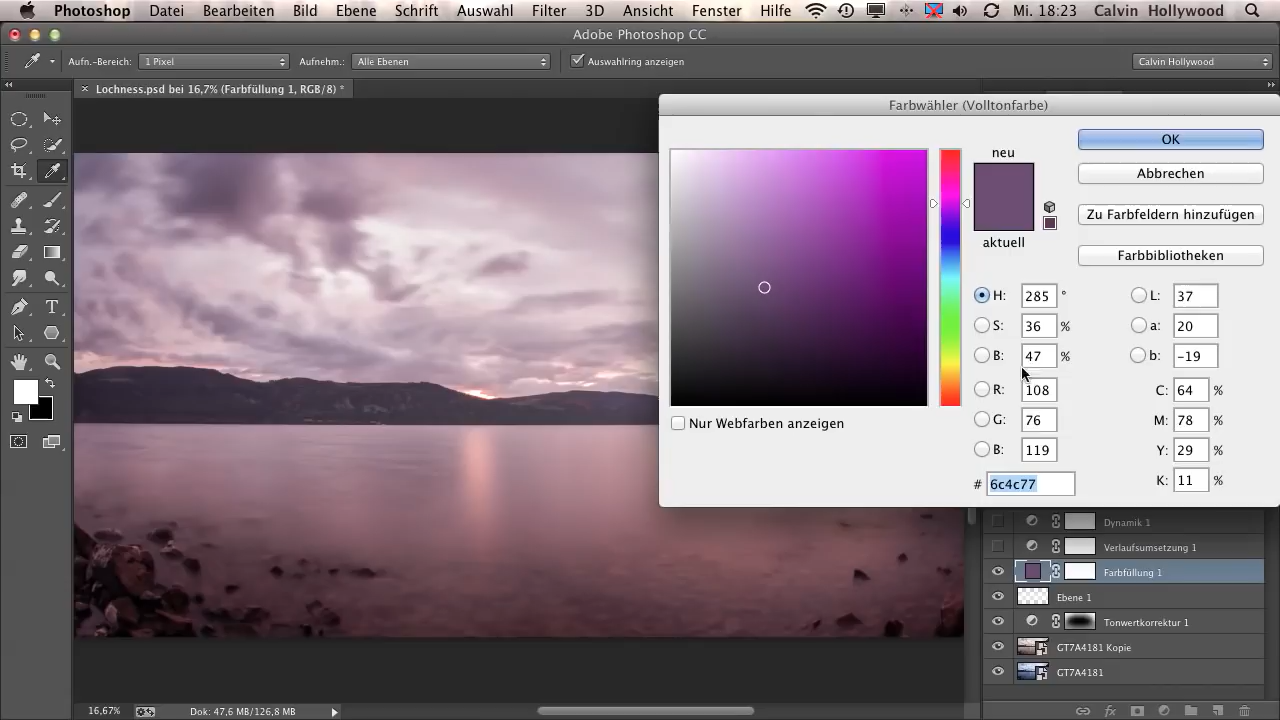 Photoshop Datei Bearbeiten Bild Ebene Schrift Auswahl Filter 3D Ansicht Fenster Hilfe Mi. 18:23 Calvin Hollywood
Adobe Photoshop CC
Aufn.-Bereich: 1 Pixel Aufnehm.: Alle Ebenen Auswahlring anzeigen Calvin Hollywood
Lochness.psd bei 16,7% (Farbfüllung 1, RGB/8) *
Farbwähler (Volltonfarbe)
neu
aktuell
OK
Abbrechen
Zu Farbfeldern hinzufügen
Farbbibliotheken
H: 285 ° L: 37
S: 36 % a: 20
B: 47 % b: -19
R: 108 C: 64 %
G: 76 M: 78 %
B: 119 Y: 29 %
# 6c4c77 K: 11 %
Nur Webfarben anzeigen
Dynamik 1
Verlaufsumsetzung 1
Farbfüllung 1
Ebene 1
Tonwertkorrektur 1
GT7A4181 Kopie
GT7A4181
16,67% Dok: 47,6 MB/126,8 MB
fx